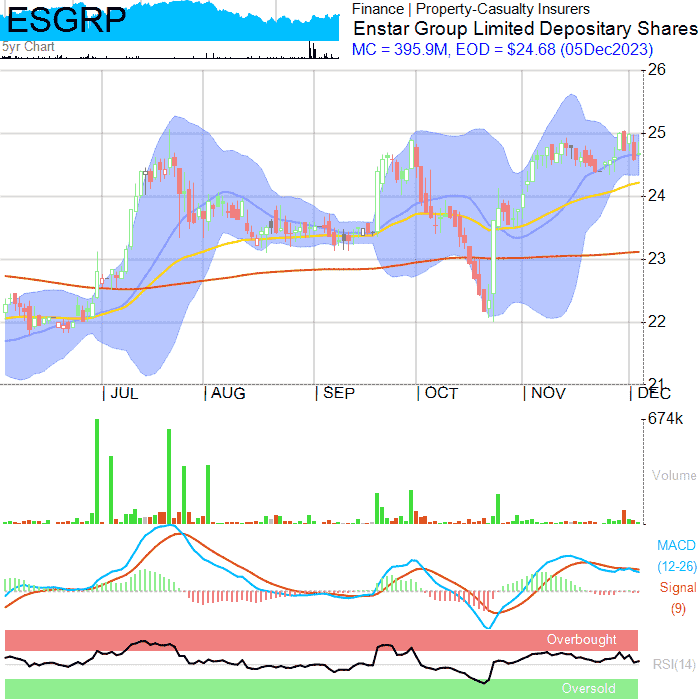 ESGRP
5yr Chart
Finance | Property-Casualty Insurers
Enstar Group Limited Depositary Shares
MC = 395.9M, EOD = $24.68 (05Dec2023)
26
25
24
23
22
21
JUL AUG SEP OCT NOV DEC
674k
Volume
MACD
(12-26)
Signal
(9)
Overbought
RSI(14)
Oversold